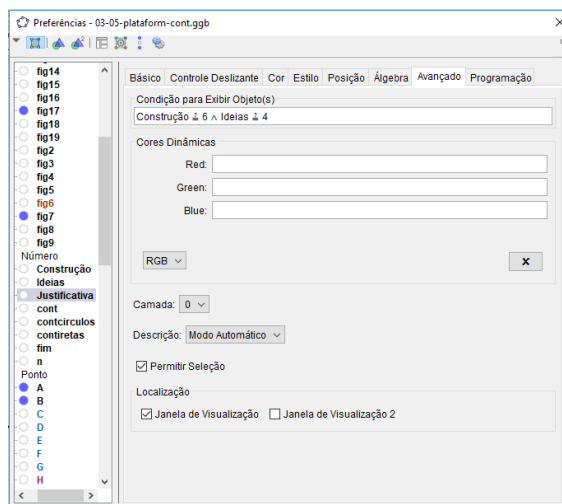 Preferências - 03-05-plataform-cont.ggb
fig14
fig15
fig16
fig17
fig18
fig19
fig2
fig3
fig4
fig5
fig6
fig7
fig8
fig9
Número
Construção
Ideias
Justificativa
cont
contcirculos
contiretas
fim
n
Ponto
A
B
C
D
E
F
G
H
Básico Controle Deslizante Cor Estilo Posição Álgebra Avançado Programação
Condição para Exibir Objeto(s)
Construção ≟ 6 ∧ Ideias ≟ 4
Cores Dinâmicas
Red:
Green:
Blue:
RGB
x
Camada: 0
Descrição: Modo Automático
Permitir Seleção
Localização
Janela de Visualização Janela de Visualização 2